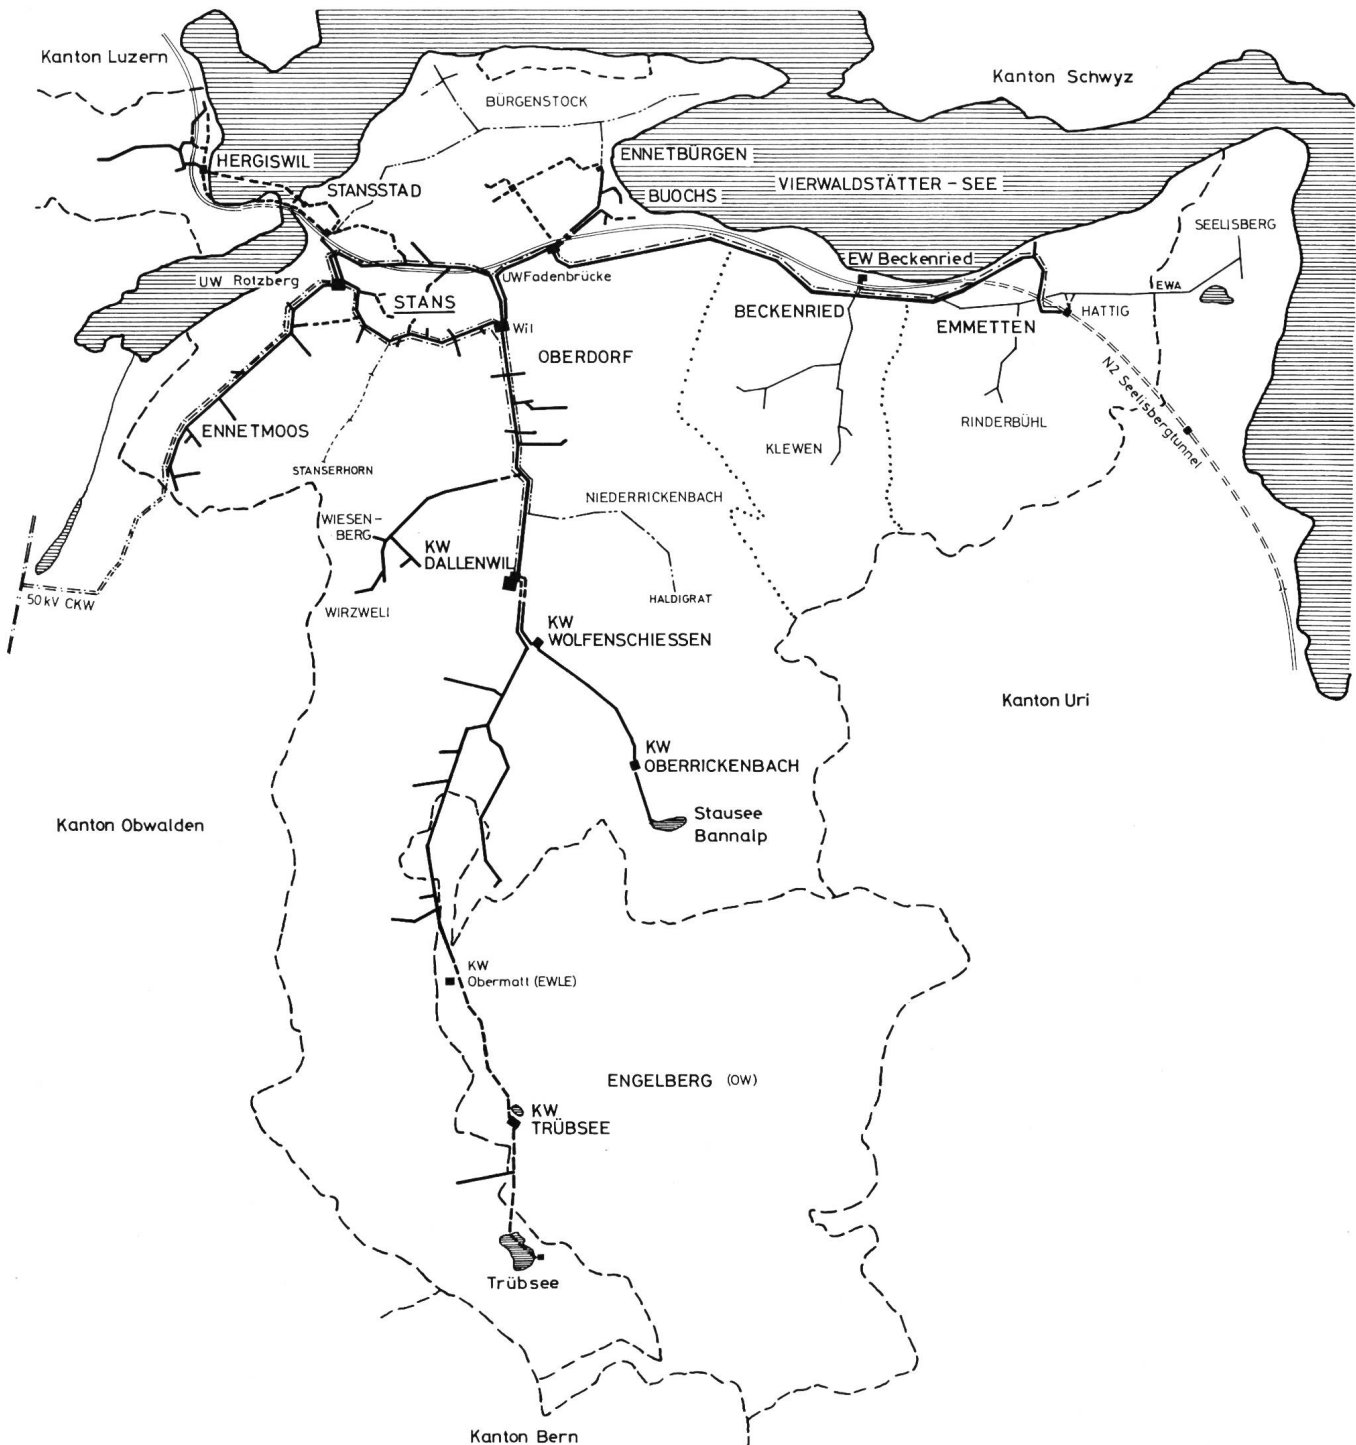 Kanton Luzern
Kanton Schwyz
BÜRGENSTOCK
HERGISWIL
ENNETBÜRGEN
STANSSTAD
VIERWALDSTÄTTER – SEE
BUOCHS
SEELISBERG
EW Beckenried
UW Rotzberg
UW Fadenbrücke
EWA
STANS
BECKENRIED
EMMETTEN
HATTIG
Wil
OBERDORF
N2 Seelisbergtunnel
ENNETMOOS
RINDERBÜHL
KLEWEN
STANSERHORN
NIEDERRICKENBACH
WIESEN-
BERG
KW
DALLENWIL
50kV CKW
WIRZWELI
HALDIGRAT
KW
WOLFENSCHIESSEN
Kanton Uri
KW
OBERRICKENBACH
Kanton Obwalden
Stausee
Bannalp
KW
Obermatt (EWLE)
ENGELBERG (OW)
KW
TRÜBSEE
Trübsee
Kanton Bern